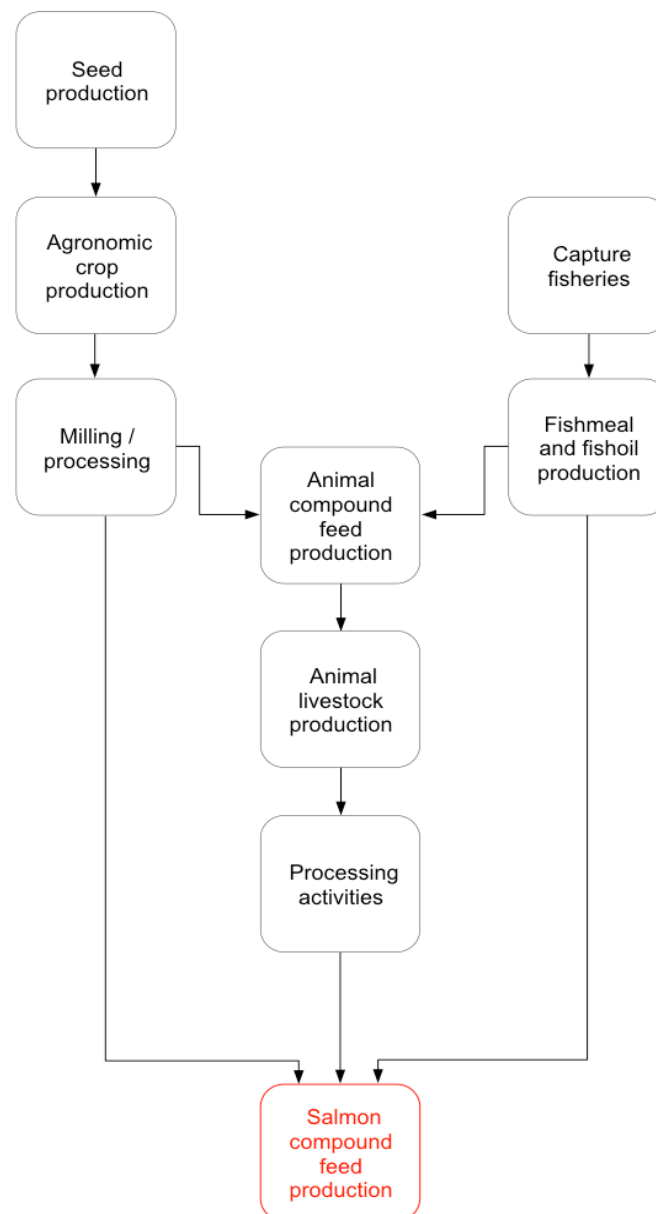 Seed
production
Agronomic
crop
production
Capture
fisheries
Milling /
processing
Fishmeal
and fishoil
production
Animal
compound
feed
production
Animal
livestock
production
Processing
activities
Salmon
compound
feed
production